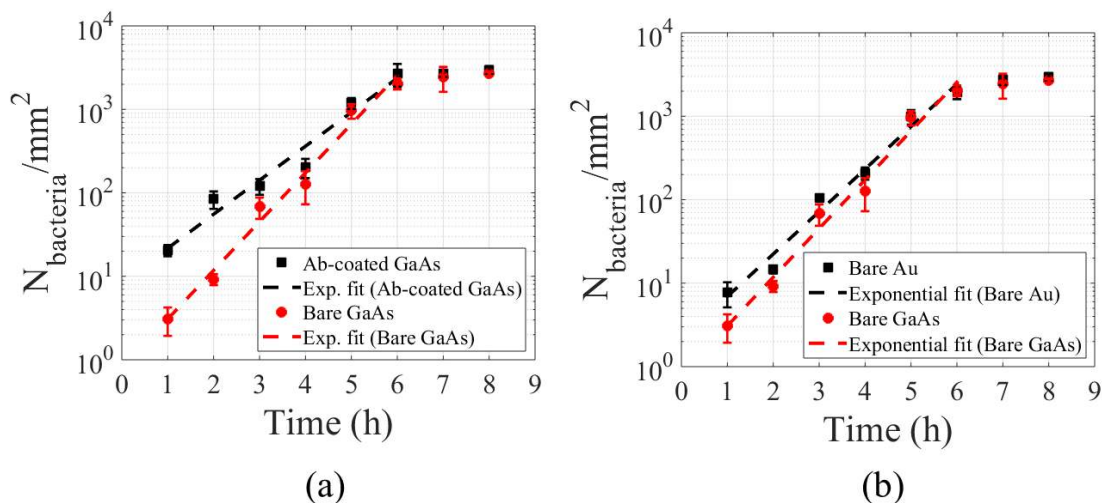 10^4
10^3
10^2
10^1
10^0
N_bacteria/mm^2
Ab-coated GaAs
Exp. fit (Ab-coated GaAs)
Bare GaAs
Exp. fit (Bare GaAs)
0 1 2 3 4 5 6 7 8 9
Time (h)
(a)
10^4
10^3
10^2
10^1
10^0
N_bacteria/mm^2
Bare Au
Exponential fit (Bare Au)
Bare GaAs
Exponential fit (Bare GaAs)
0 1 2 3 4 5 6 7 8 9
Time (h)
(b)